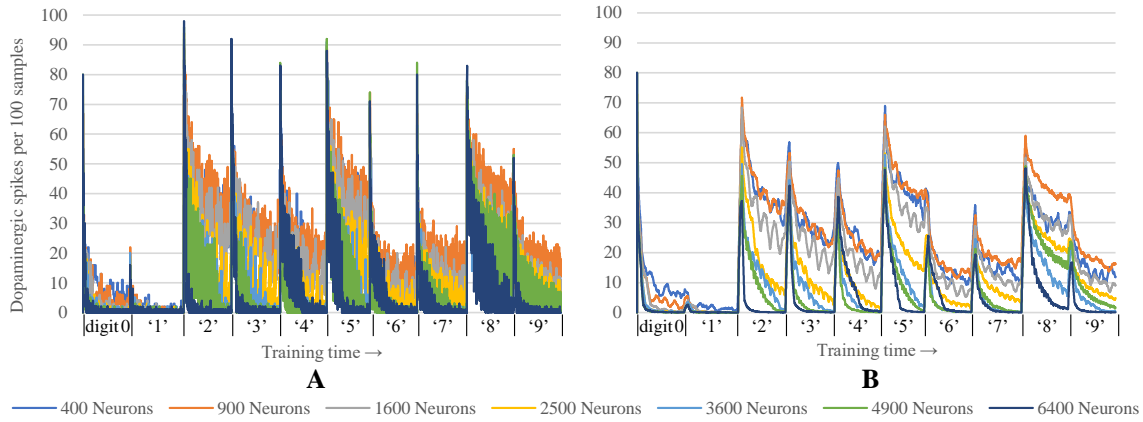 Dopaminergic spikes per 100 samples
100
90
80
70
60
50
40
30
20
10
0
digit 0 '1' '2' '3' '4' '5' '6' '7' '8' '9'
Training time →
A
100
90
80
70
60
50
40
30
20
10
0
digit 0 '1' '2' '3' '4' '5' '6' '7' '8' '9'
Training time →
B
400 Neurons 900 Neurons 1600 Neurons 2500 Neurons 3600 Neurons 4900 Neurons 6400 Neurons